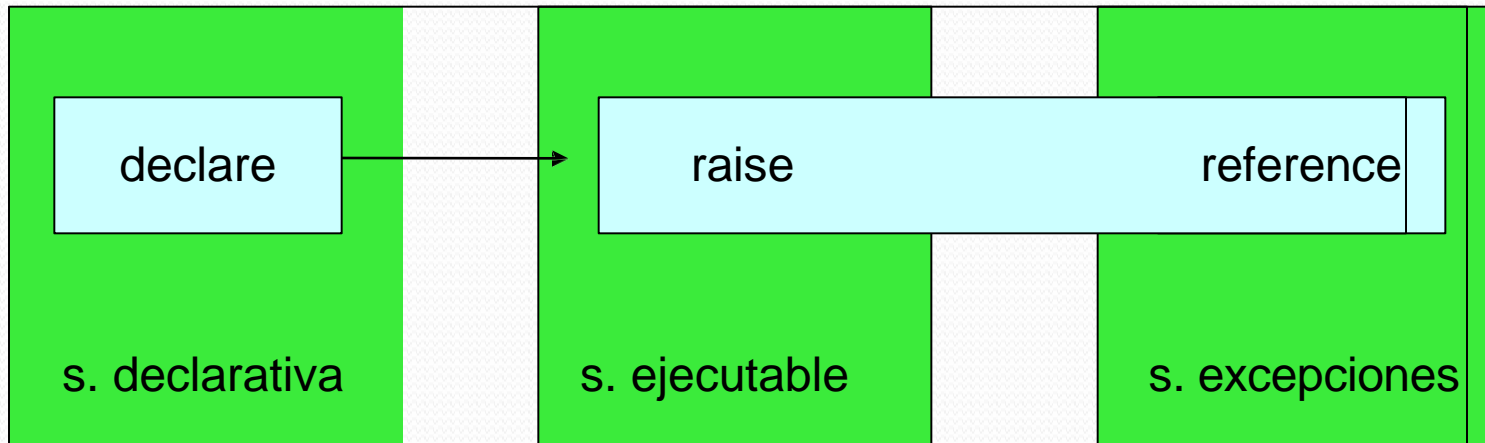 declare raise reference
s. declarativa s. ejecutable s. excepciones